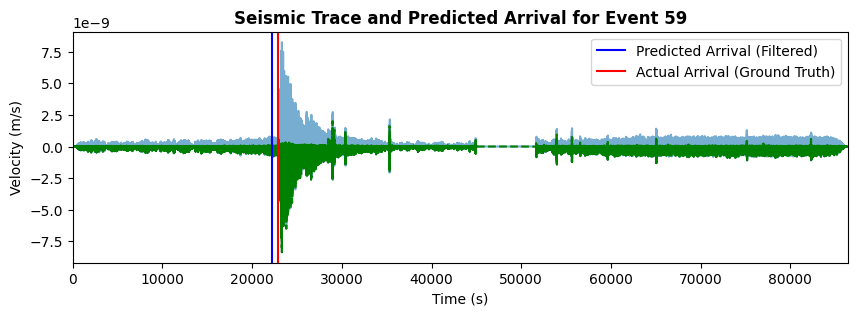 Seismic Trace and Predicted Arrival for Event 59
1e−9
Predicted Arrival (Filtered)
Actual Arrival (Ground Truth)
7.5
5.0
2.5
0.0
−2.5
−5.0
−7.5
Velocity (m/s)
0 10000 20000 30000 40000 50000 60000 70000 80000
Time (s)